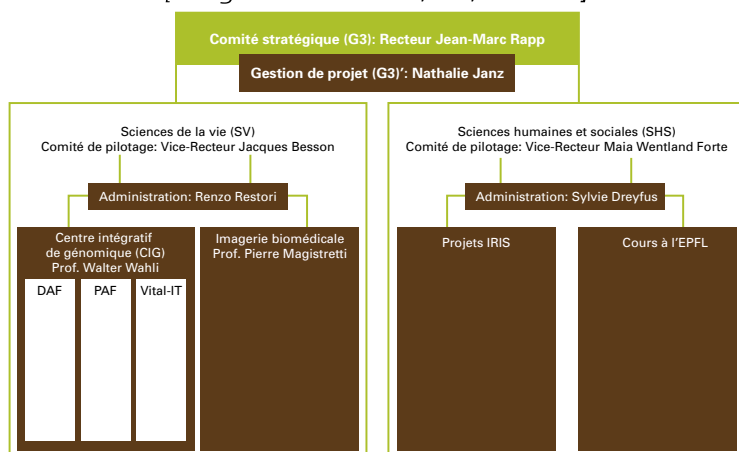 Comité stratégique (G3): Recteur Jean-Marc Rapp
Gestion de projet (G3)’: Nathalie Janz
Sciences de la vie (SV)
Comité de pilotage: Vice-Recteur Jacques Besson
Administration: Renzo Restori
Centre intégratif
de génomique (CIG)
Prof. Walter Wahli
DAF
PAF
Vital-IT
Imagerie biomédicale
Prof. Pierre Magistretti
Sciences humaines et sociales (SHS)
Comité de pilotage: Vice-Recteur Maia Wentland Forte
Administration: Sylvie Dreyfus
Projets IRIS
Cours à l’EPFL